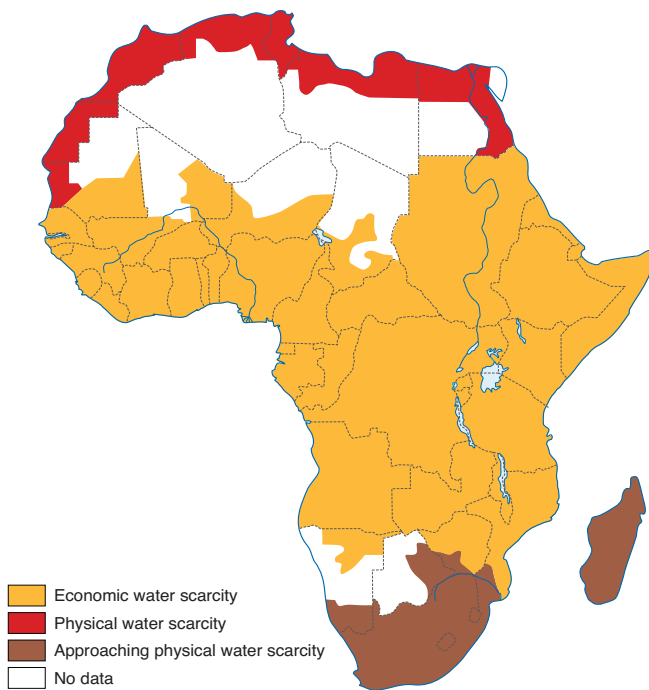 Economic water scarcity
Physical water scarcity
Approaching physical water scarcity
No data